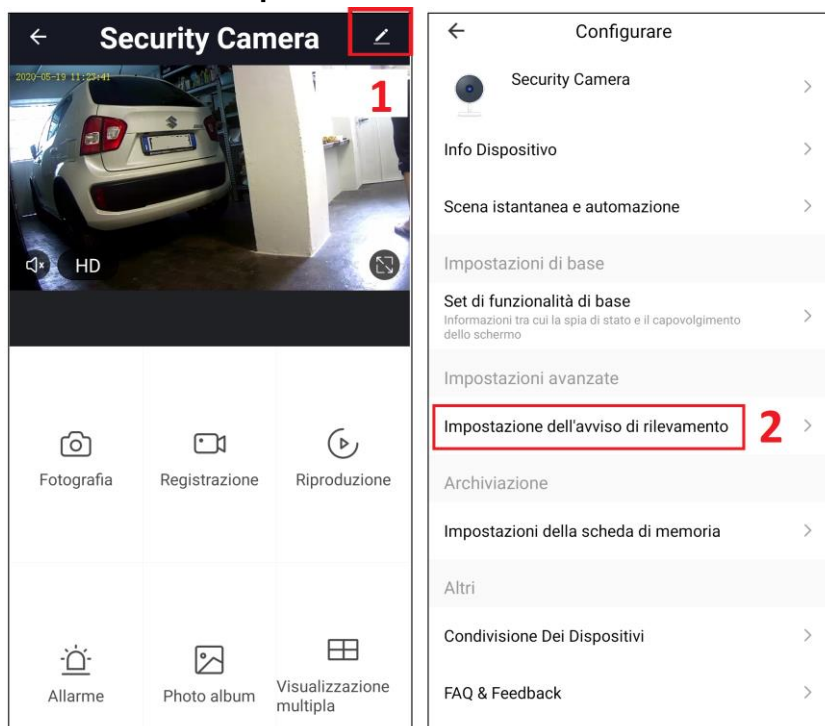 Security Camera
1
2020-05-19 11:23:41
HD
Fotografia
Registrazione
Riproduzione
Allarme
Photo album
Visualizzazione
multipla
Configurare
Security Camera
Info Dispositivo
Scena istantanea e automazione
Impostazioni di base
Set di funzionalità di base
Informazioni tra cui la spia di stato e il capovolgimento
dello schermo
Impostazioni avanzate
Impostazione dell'avviso di rilevamento
2
Archiviazione
Impostazioni della scheda di memoria
Altri
Condivisione Dei Dispositivi
FAQ & Feedback